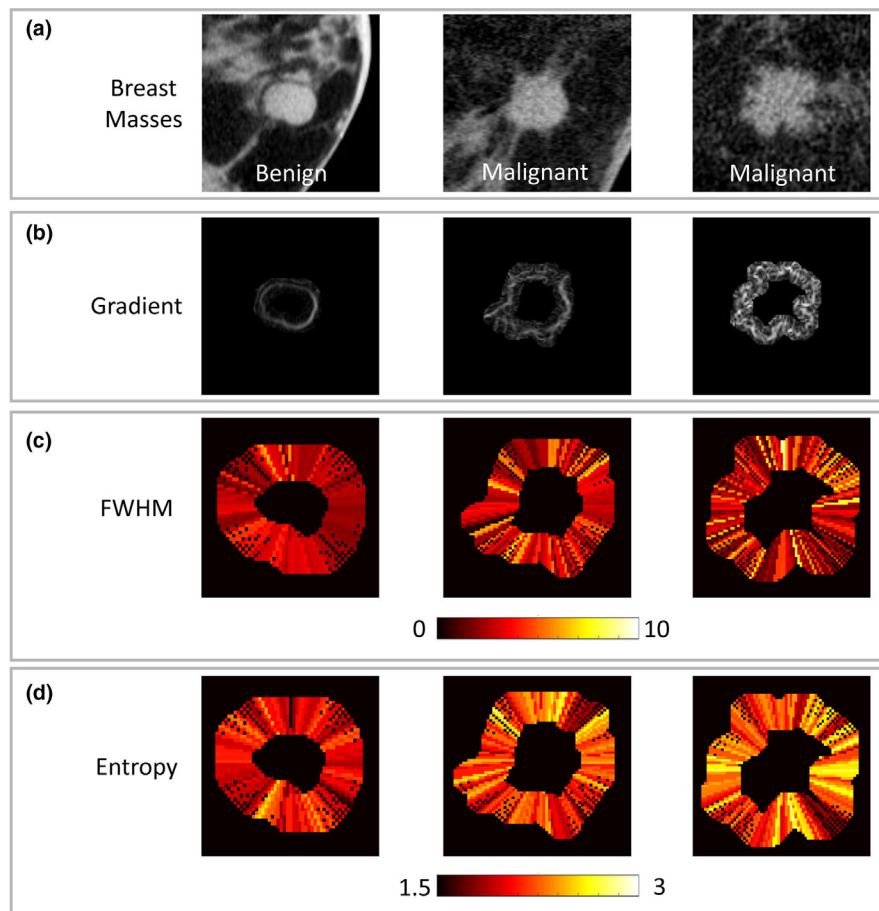 (a)
Breast
Masses
Benign
Malignant
Malignant
(b)
Gradient
(c)
FWHM
0
10
(d)
Entropy
1.5
3